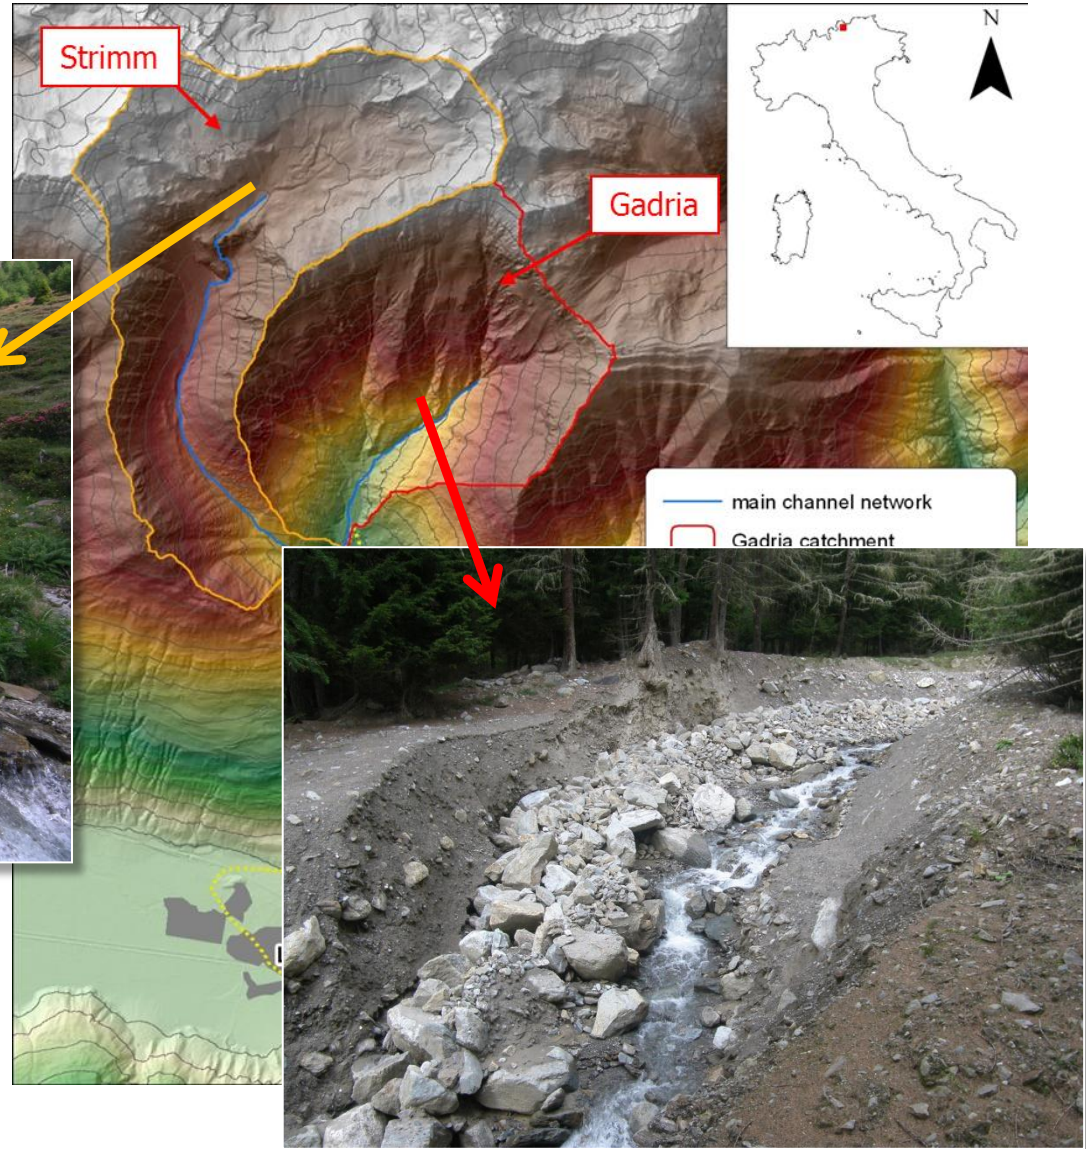 Strimm
N
Gadria
main channel network
Gadria catchment